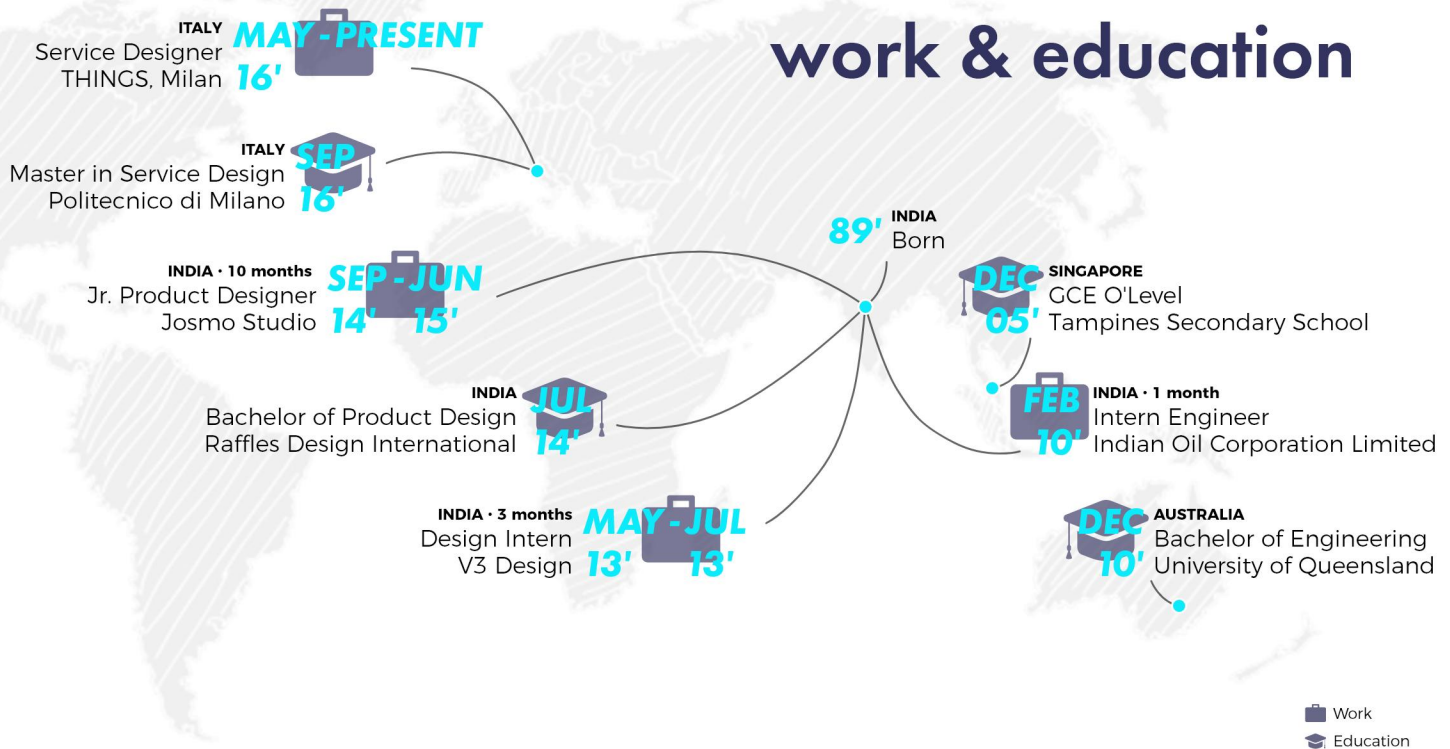 work & education
ITALY
Service Designer
THINGS, Milan
MAY - PRESENT
16'
ITALY
Master in Service Design
Politecnico di Milano
SEP
16'
INDIA · 10 months
Jr. Product Designer
Josmo Studio
SEP - JUN
14' 15'
INDIA
Bachelor of Product Design
Raffles Design International
JUL
14'
INDIA · 3 months
Design Intern
V3 Design
MAY - JUL
13' 13'
89'
INDIA
Born
DEC
05'
SINGAPORE
GCE O'Level
Tampines Secondary School
FEB
10'
INDIA · 1 month
Intern Engineer
Indian Oil Corporation Limited
DEC
10'
AUSTRALIA
Bachelor of Engineering
University of Queensland
Work
Education